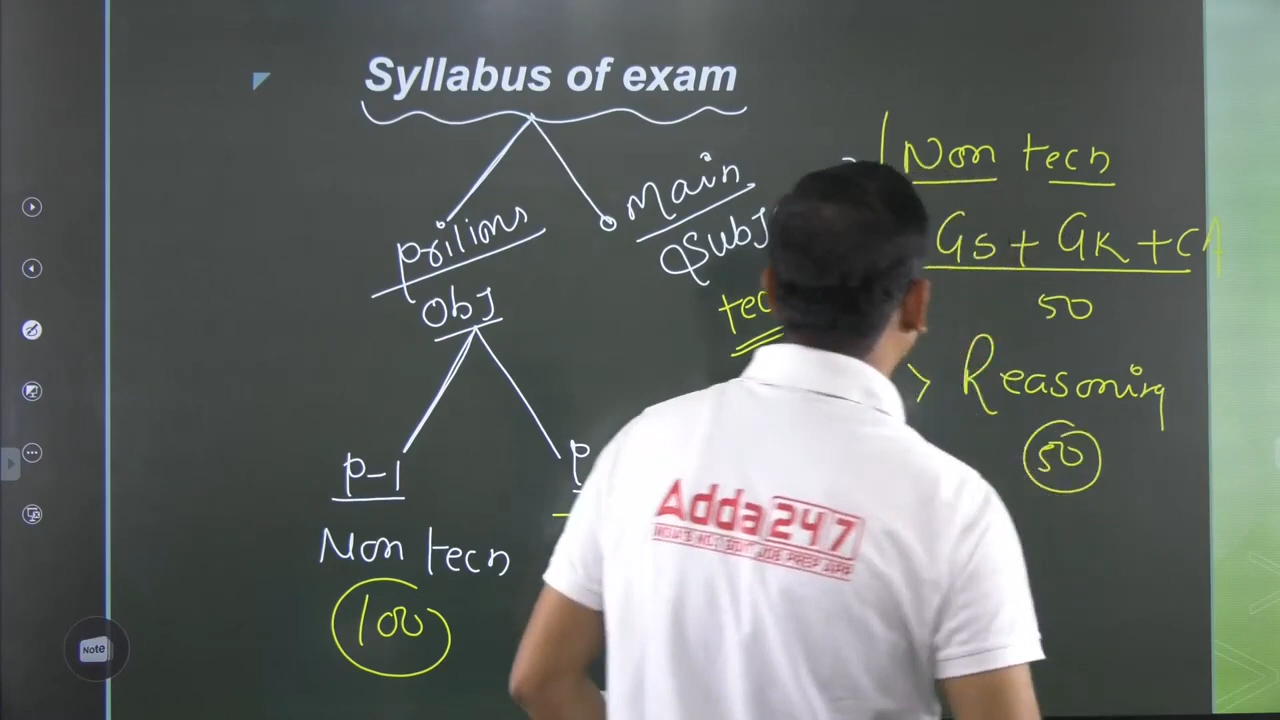 Syllabus of exam
prilims
Obj
P-1
Non tech
100
Main
Subj
tec
Non tech
GS + GK + CA
50
Reasoning
50
Adda247
Note